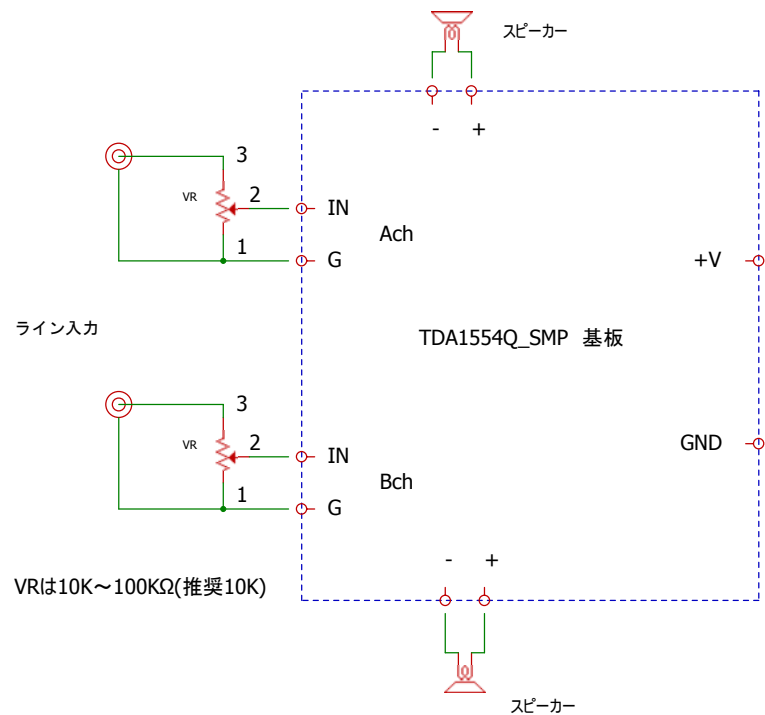 スピーカー
- +
3
VR
2
IN
Ach
1
G
+V
ライン入力
TDA1554Q_SMP 基板
3
VR
2
IN
GND
Bch
1
G
- +
VRは10K～100KΩ(推奨10K)
スピーカー